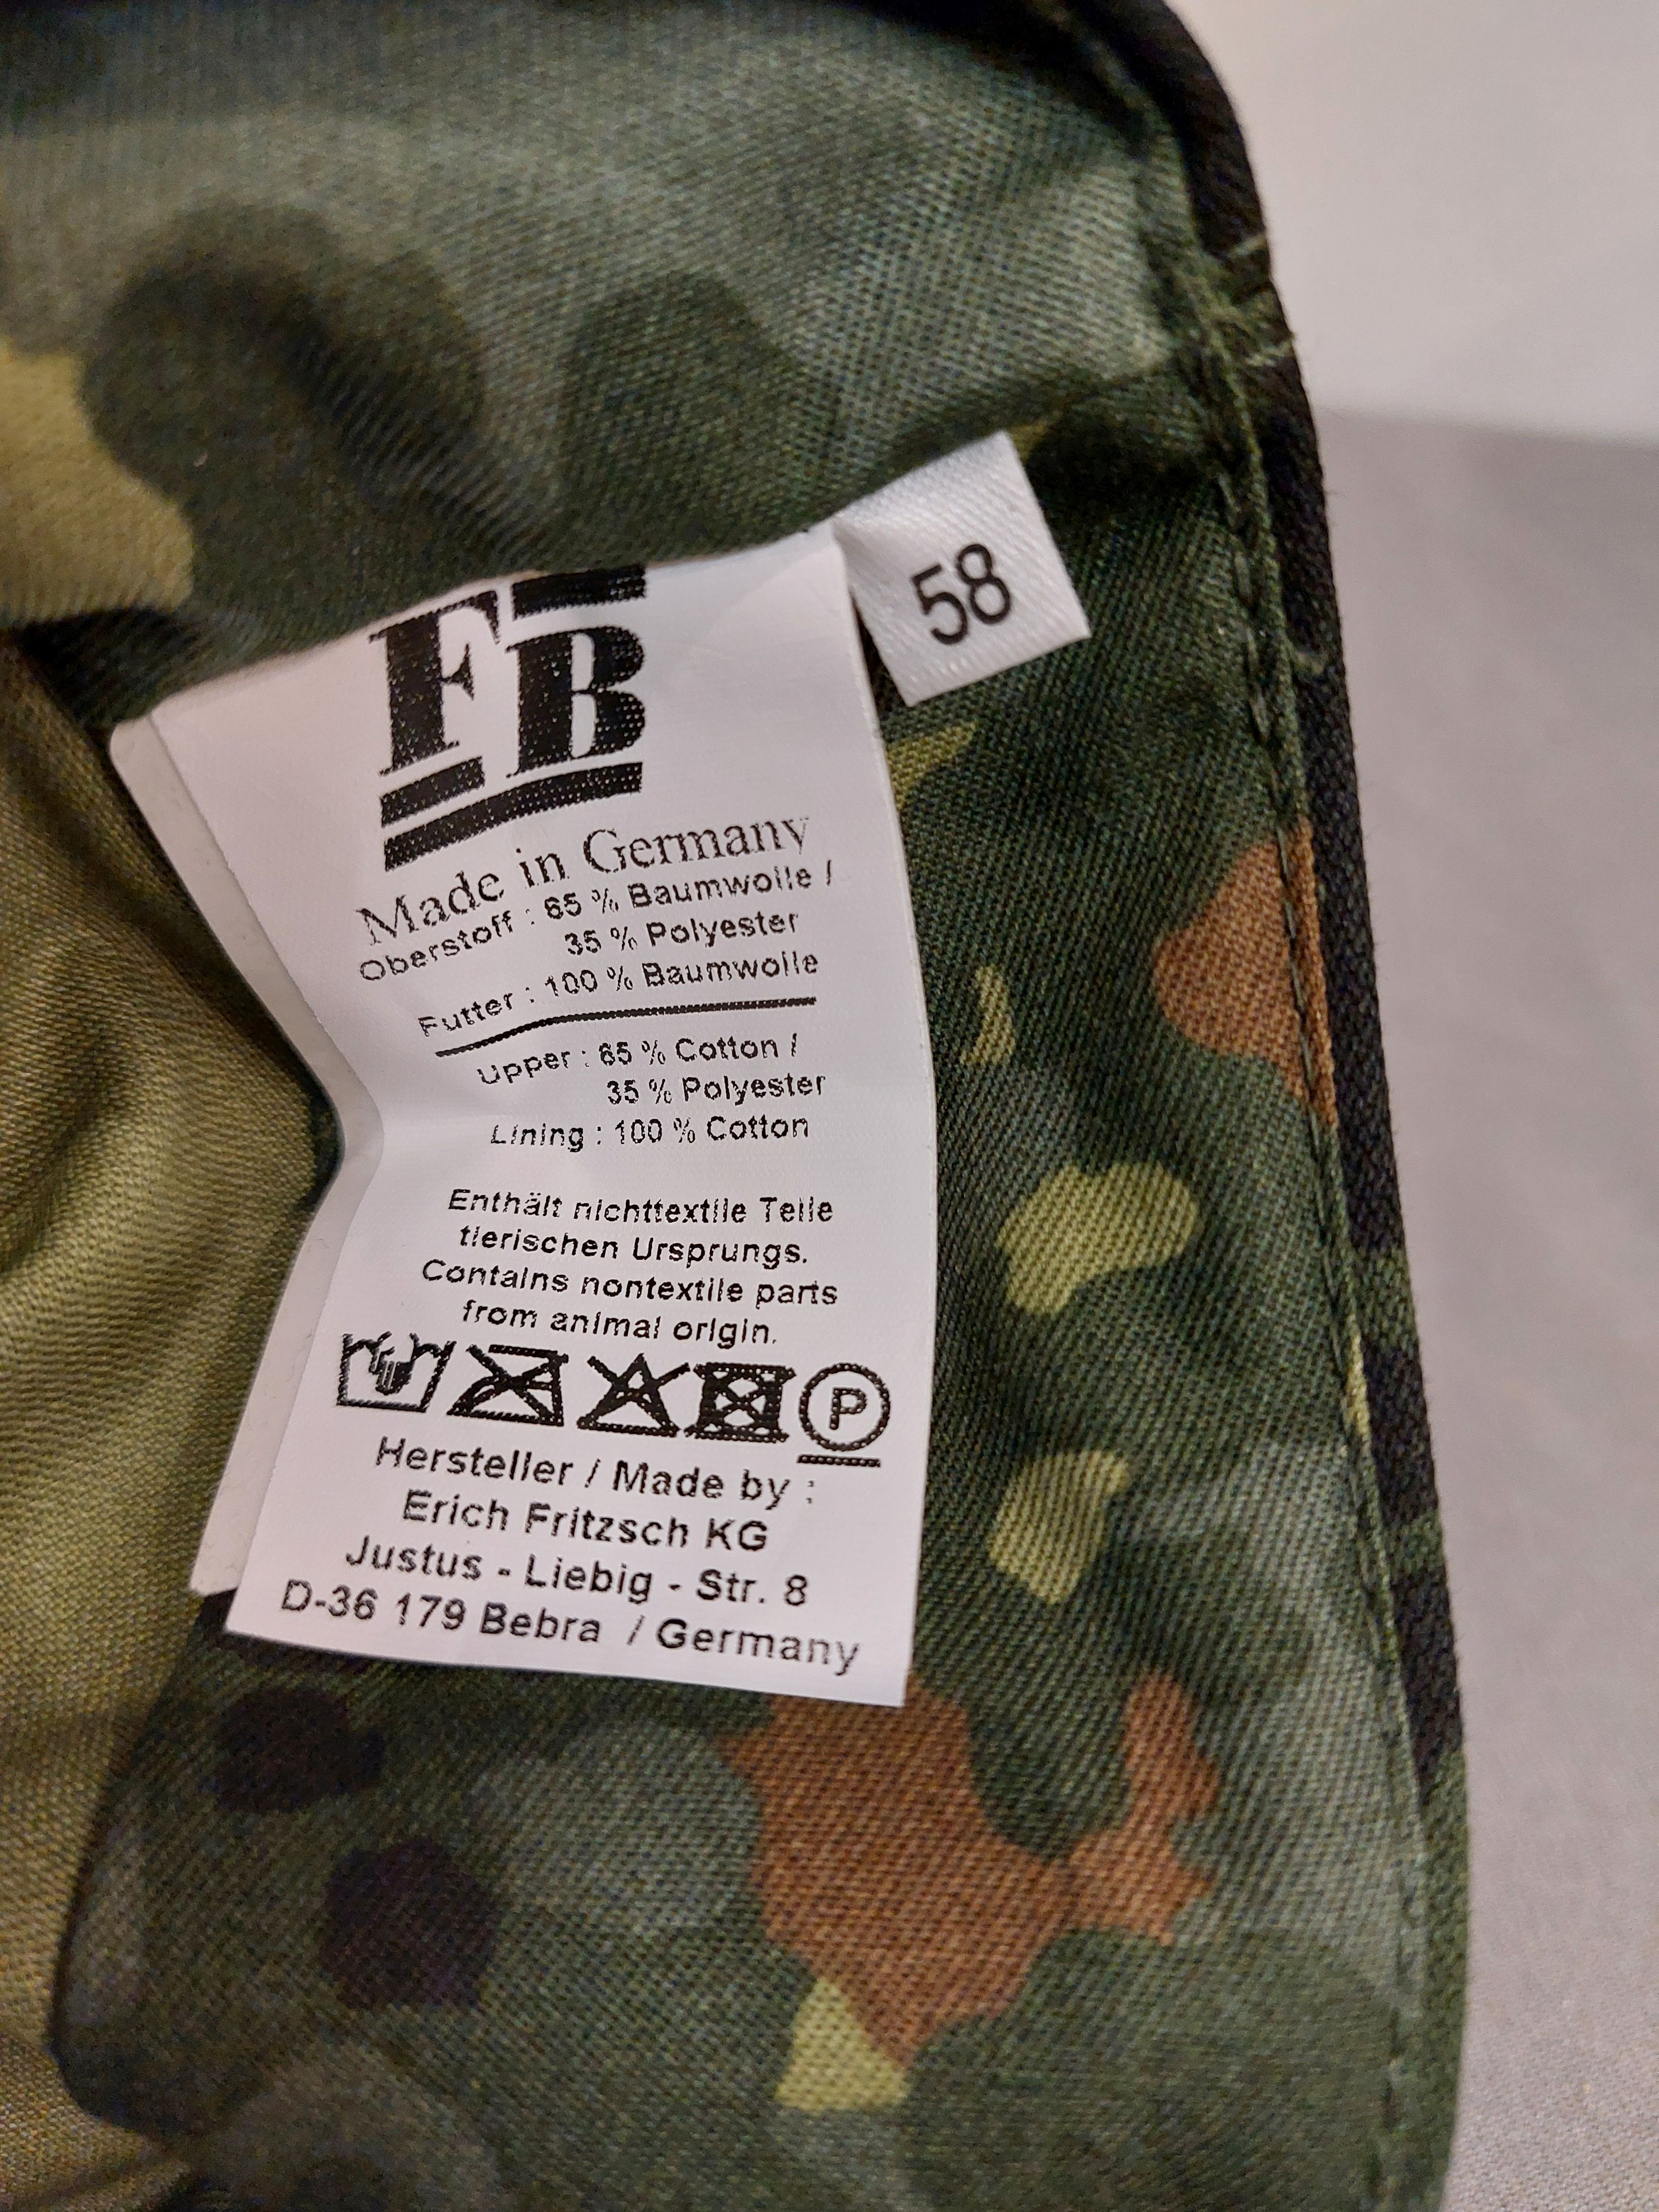 58
FB
Made in Germany
Oberstoff : 65 % Baumwolle /
35 % Polyester
Futter : 100 % Baumwolle
Upper : 65 % Cotton /
35 % Polyester
Lining : 100 % Cotton
Enthält nichttextile Teile
tierischen Ursprungs.
Contains nontextile parts
from animal origin.
P
Hersteller / Made by :
Erich Fritzsch KG
Justus - Liebig - Str. 8
D-36 179 Bebra / Germany